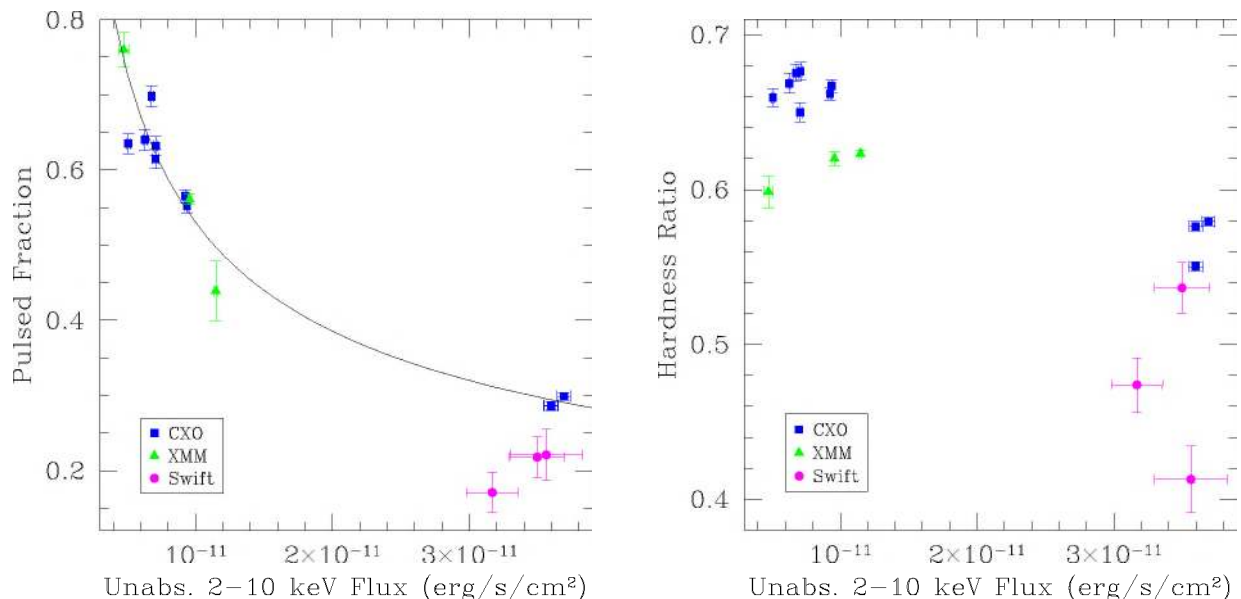 0.8
0.6
0.4
0.2
Pulsed Fraction
CXO
XMM
Swift
10⁻¹¹
2×10⁻¹¹
3×10⁻¹¹
Unabs. 2−10 keV Flux (erg/s/cm²)
0.7
0.6
0.5
0.4
Hardness Ratio
CXO
XMM
Swift
10⁻¹¹
2×10⁻¹¹
3×10⁻¹¹
Unabs. 2−10 keV Flux (erg/s/cm²)